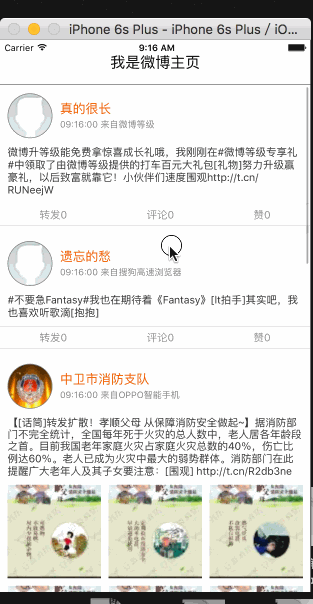 iPhone 6s Plus - iPhone 6s Plus / iO...
Carrier 9:16 AM
我是微博主页
真的很长
09:16:00 来自微博等级
微博升等级能免费拿惊喜成长礼哦，我刚刚在#微博等级专享礼
#中领取了由微博等级提供的打车百元大礼包[礼物]努力升级赢
豪礼，以后致富就靠它！小伙伴们速度围观http://t.cn/
RUNeejW
转发0 评论0 赞0
遗忘的愁
09:16:00 来自搜狗高速浏览器
#不要急Fantasy#我也在期待着《Fantasy》[lt拍手]其实吧，我
也喜欢听歌滴[抱抱]
转发0 评论0 赞0
中卫市消防支队
09:16:00 来自OPPO智能手机
【[话筒]转发扩散！孝顺父母 从保障消防安全做起~】据消防部
门不完全统计，全国每年死于火灾的总人数中，老人居各年龄段
之首。目前我国老年家庭火灾占家庭火灾总数的40%，伤亡比
例达60%。老人已成为火灾中最大的弱势群体。消防部门在此
提醒广大老年人及其子女要注意：[围观] http://t.cn/R2db3ne